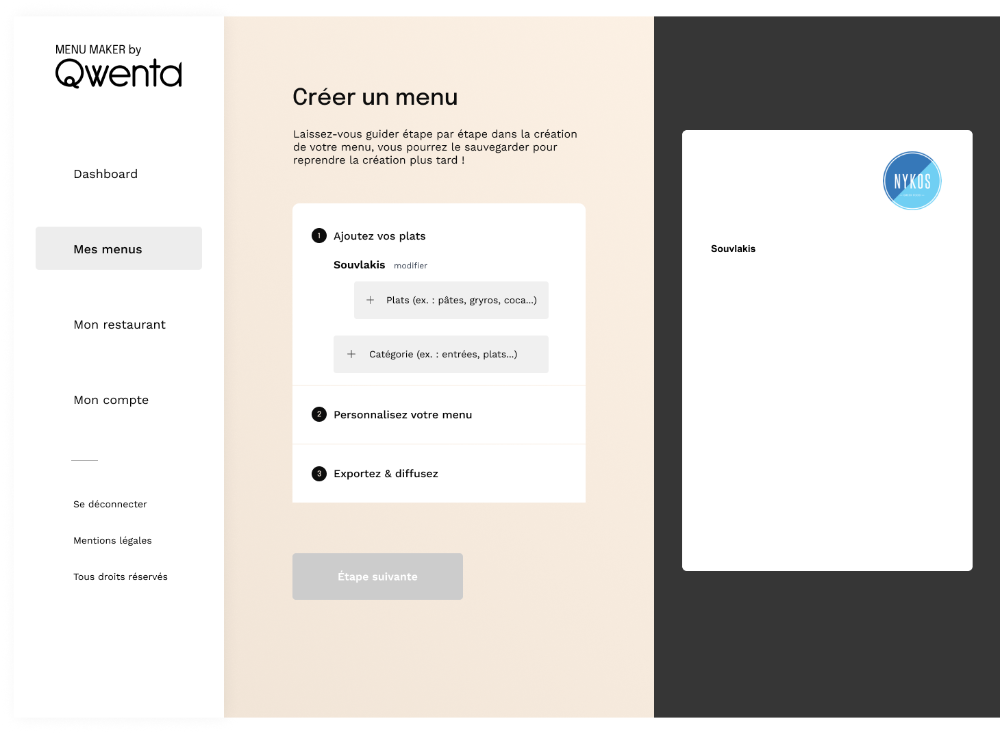 MENU MAKER by
Qwenta
Dashboard
Mes menus
Mon restaurant
Mon compte
Se déconnecter
Mentions légales
Tous droits réservés
Créer un menu
Laissez-vous guider étape par étape dans la création
de votre menu, vous pourrez le sauvegarder pour
reprendre la création plus tard !
1 Ajoutez vos plats
Souvlakis modifier
+ Plats (ex. : pâtes, gryros, coca...)
+ Catégorie (ex. : entrées, plats...)
2 Personnalisez votre menu
3 Exportez & diffusez
Étape suivante
NYKOS
Souvlakis